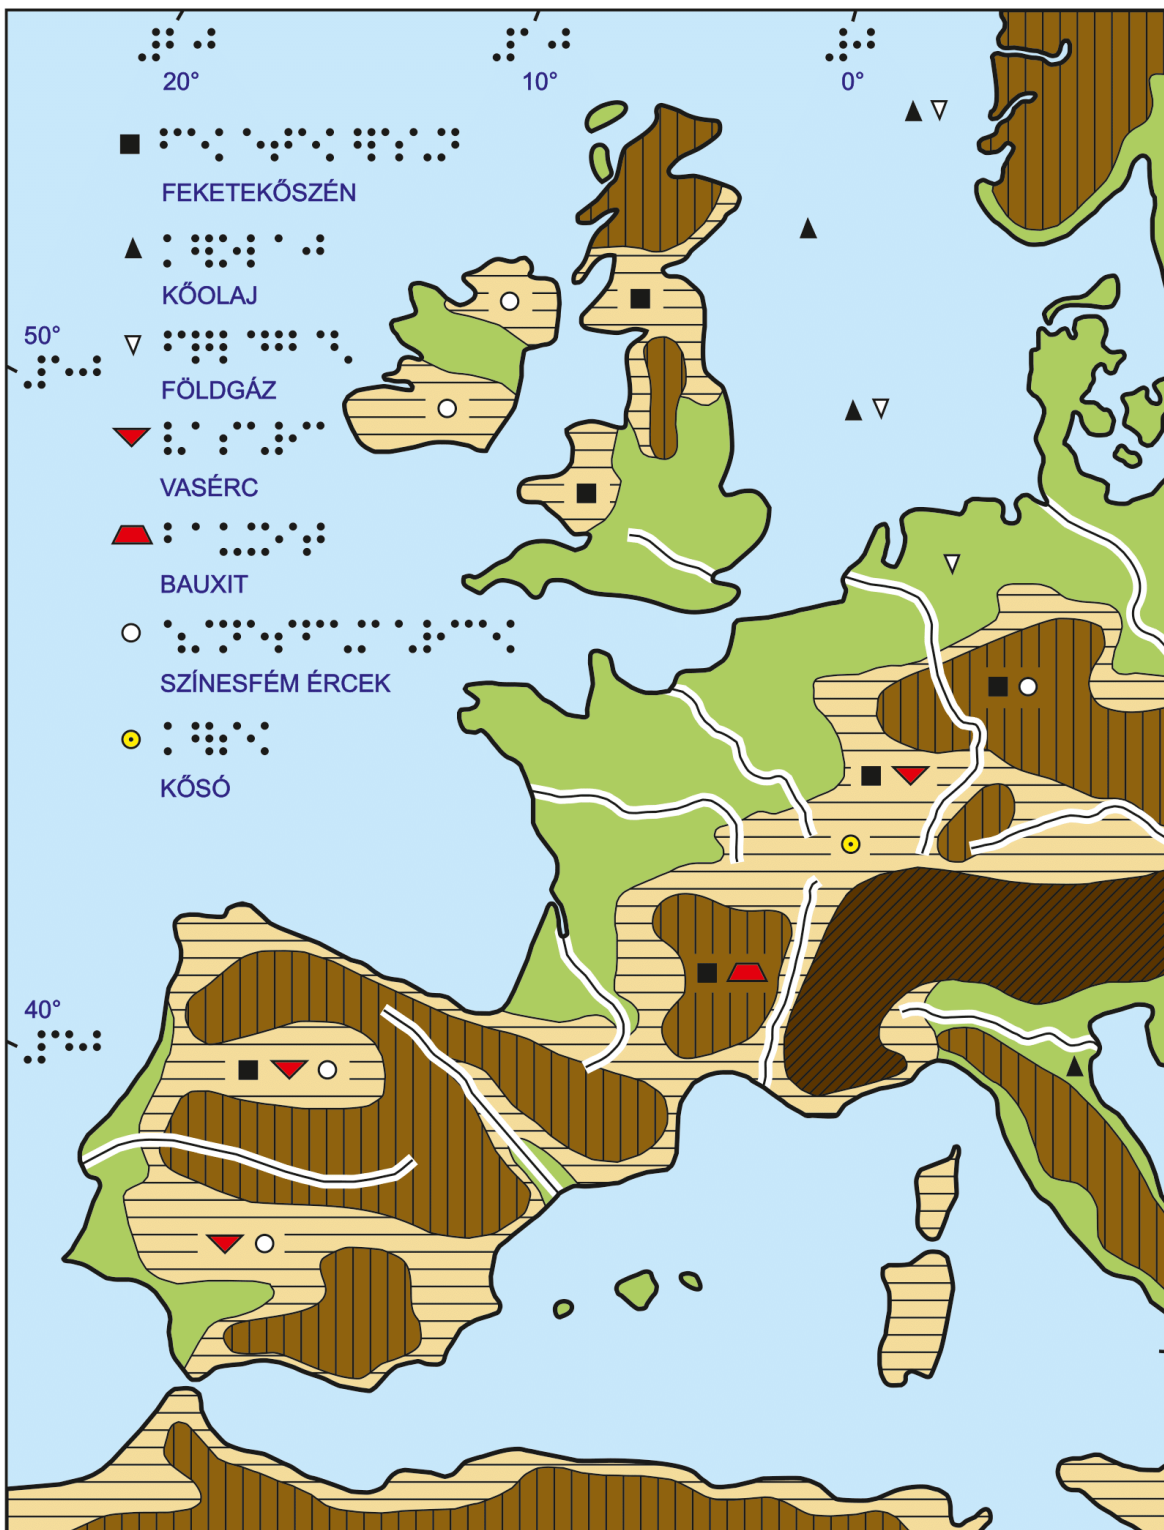 20° 10° 0°
FEKETEKŐSZÉN
KŐOLAJ
50°
FÖLDGÁZ
VASÉRC
BAUXIT
SZÍNESFÉM ÉRCEK
KŐSÓ
40°